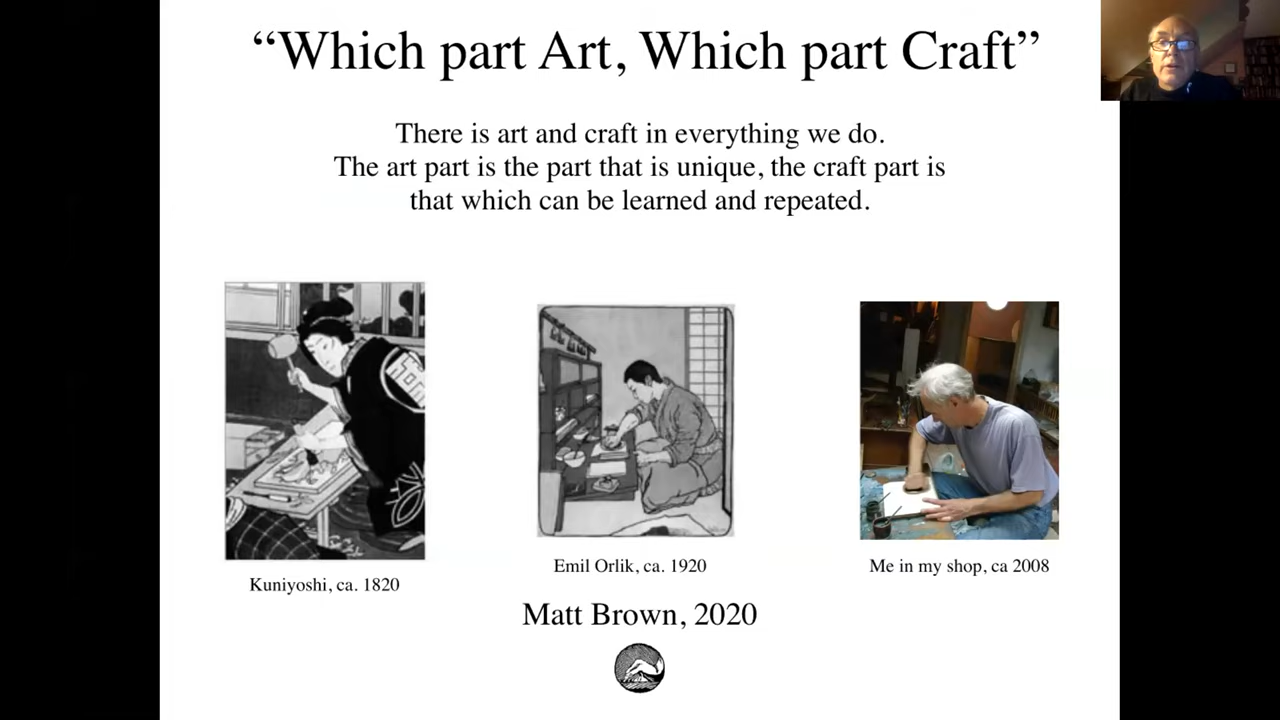 “Which part Art, Which part Craft”
There is art and craft in everything we do.
The art part is the part that is unique, the craft part is
that which can be learned and repeated.
Kuniyoshi, ca. 1820
Emil Orlik, ca. 1920
Me in my shop, ca 2008
Matt Brown, 2020